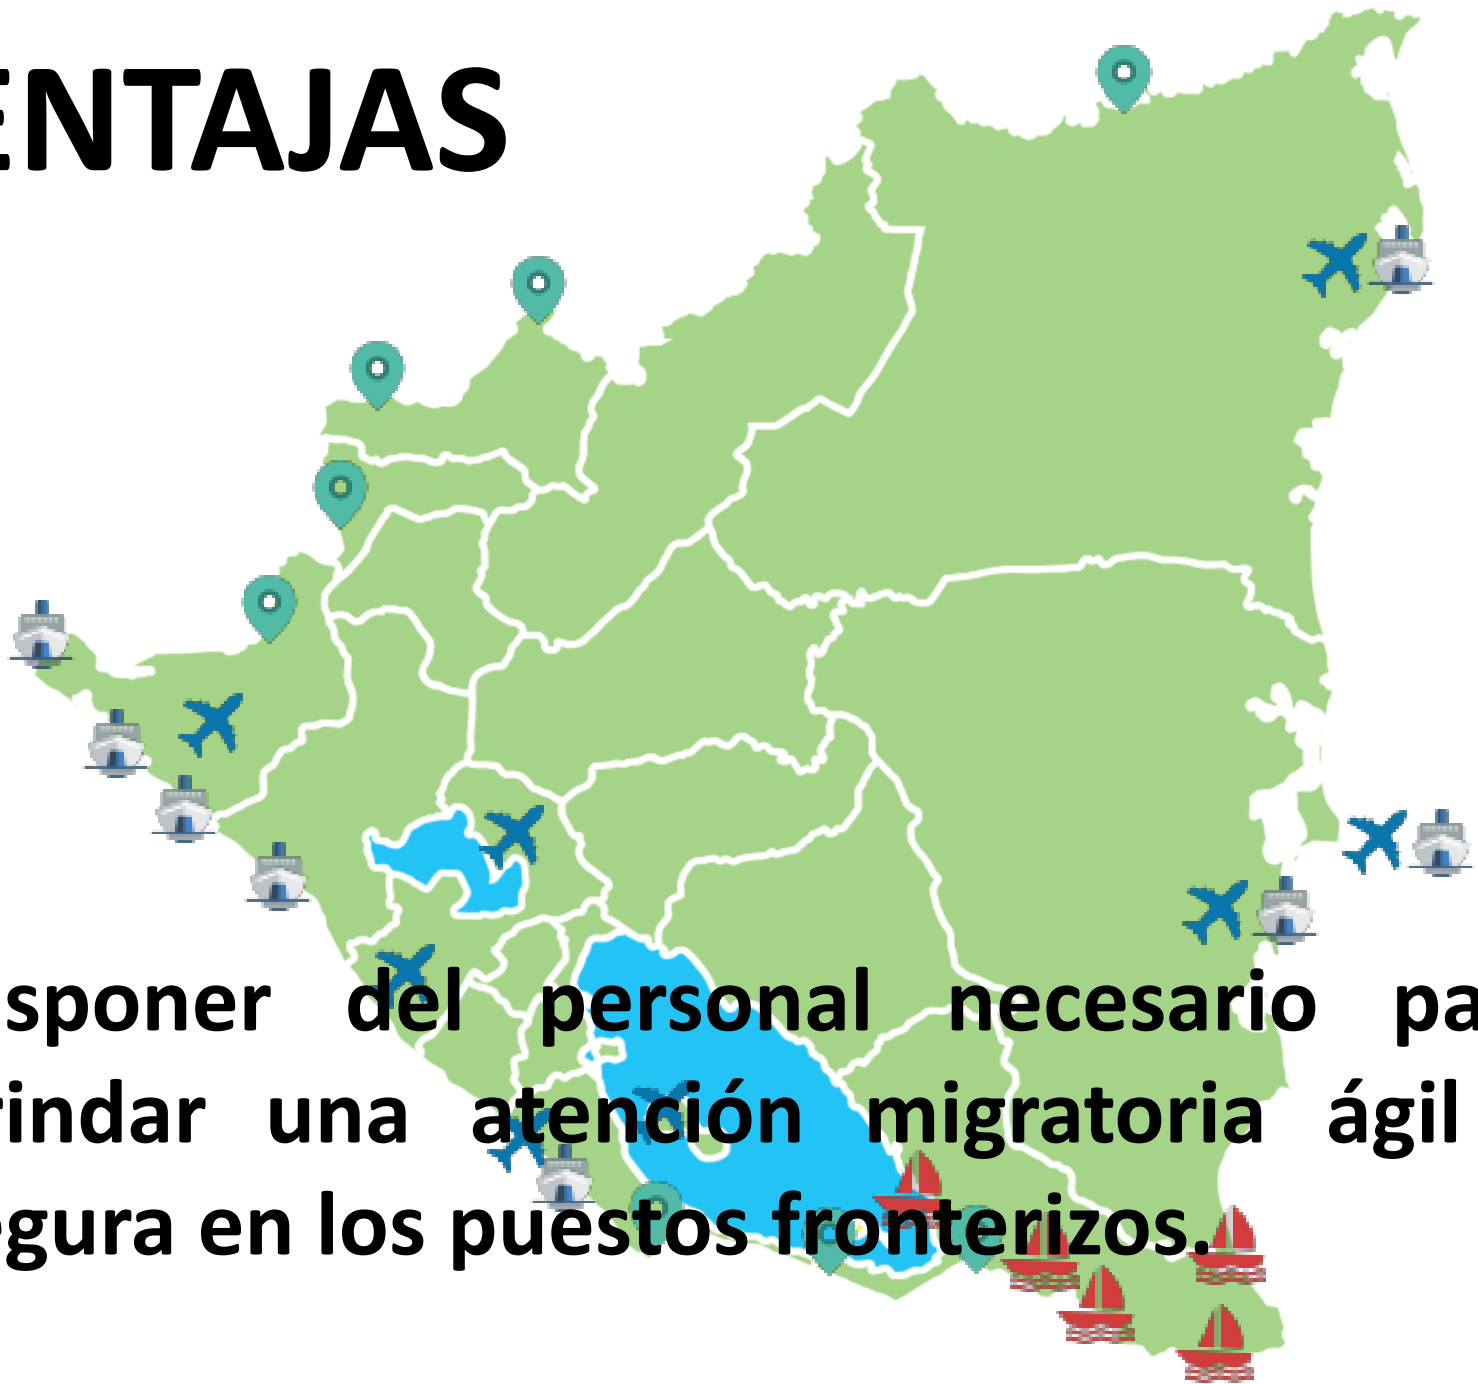 ENTAJAS
sponer del personal necesario pa
rindar una atención migratoria ágil
egura en los puestos fronterizos.